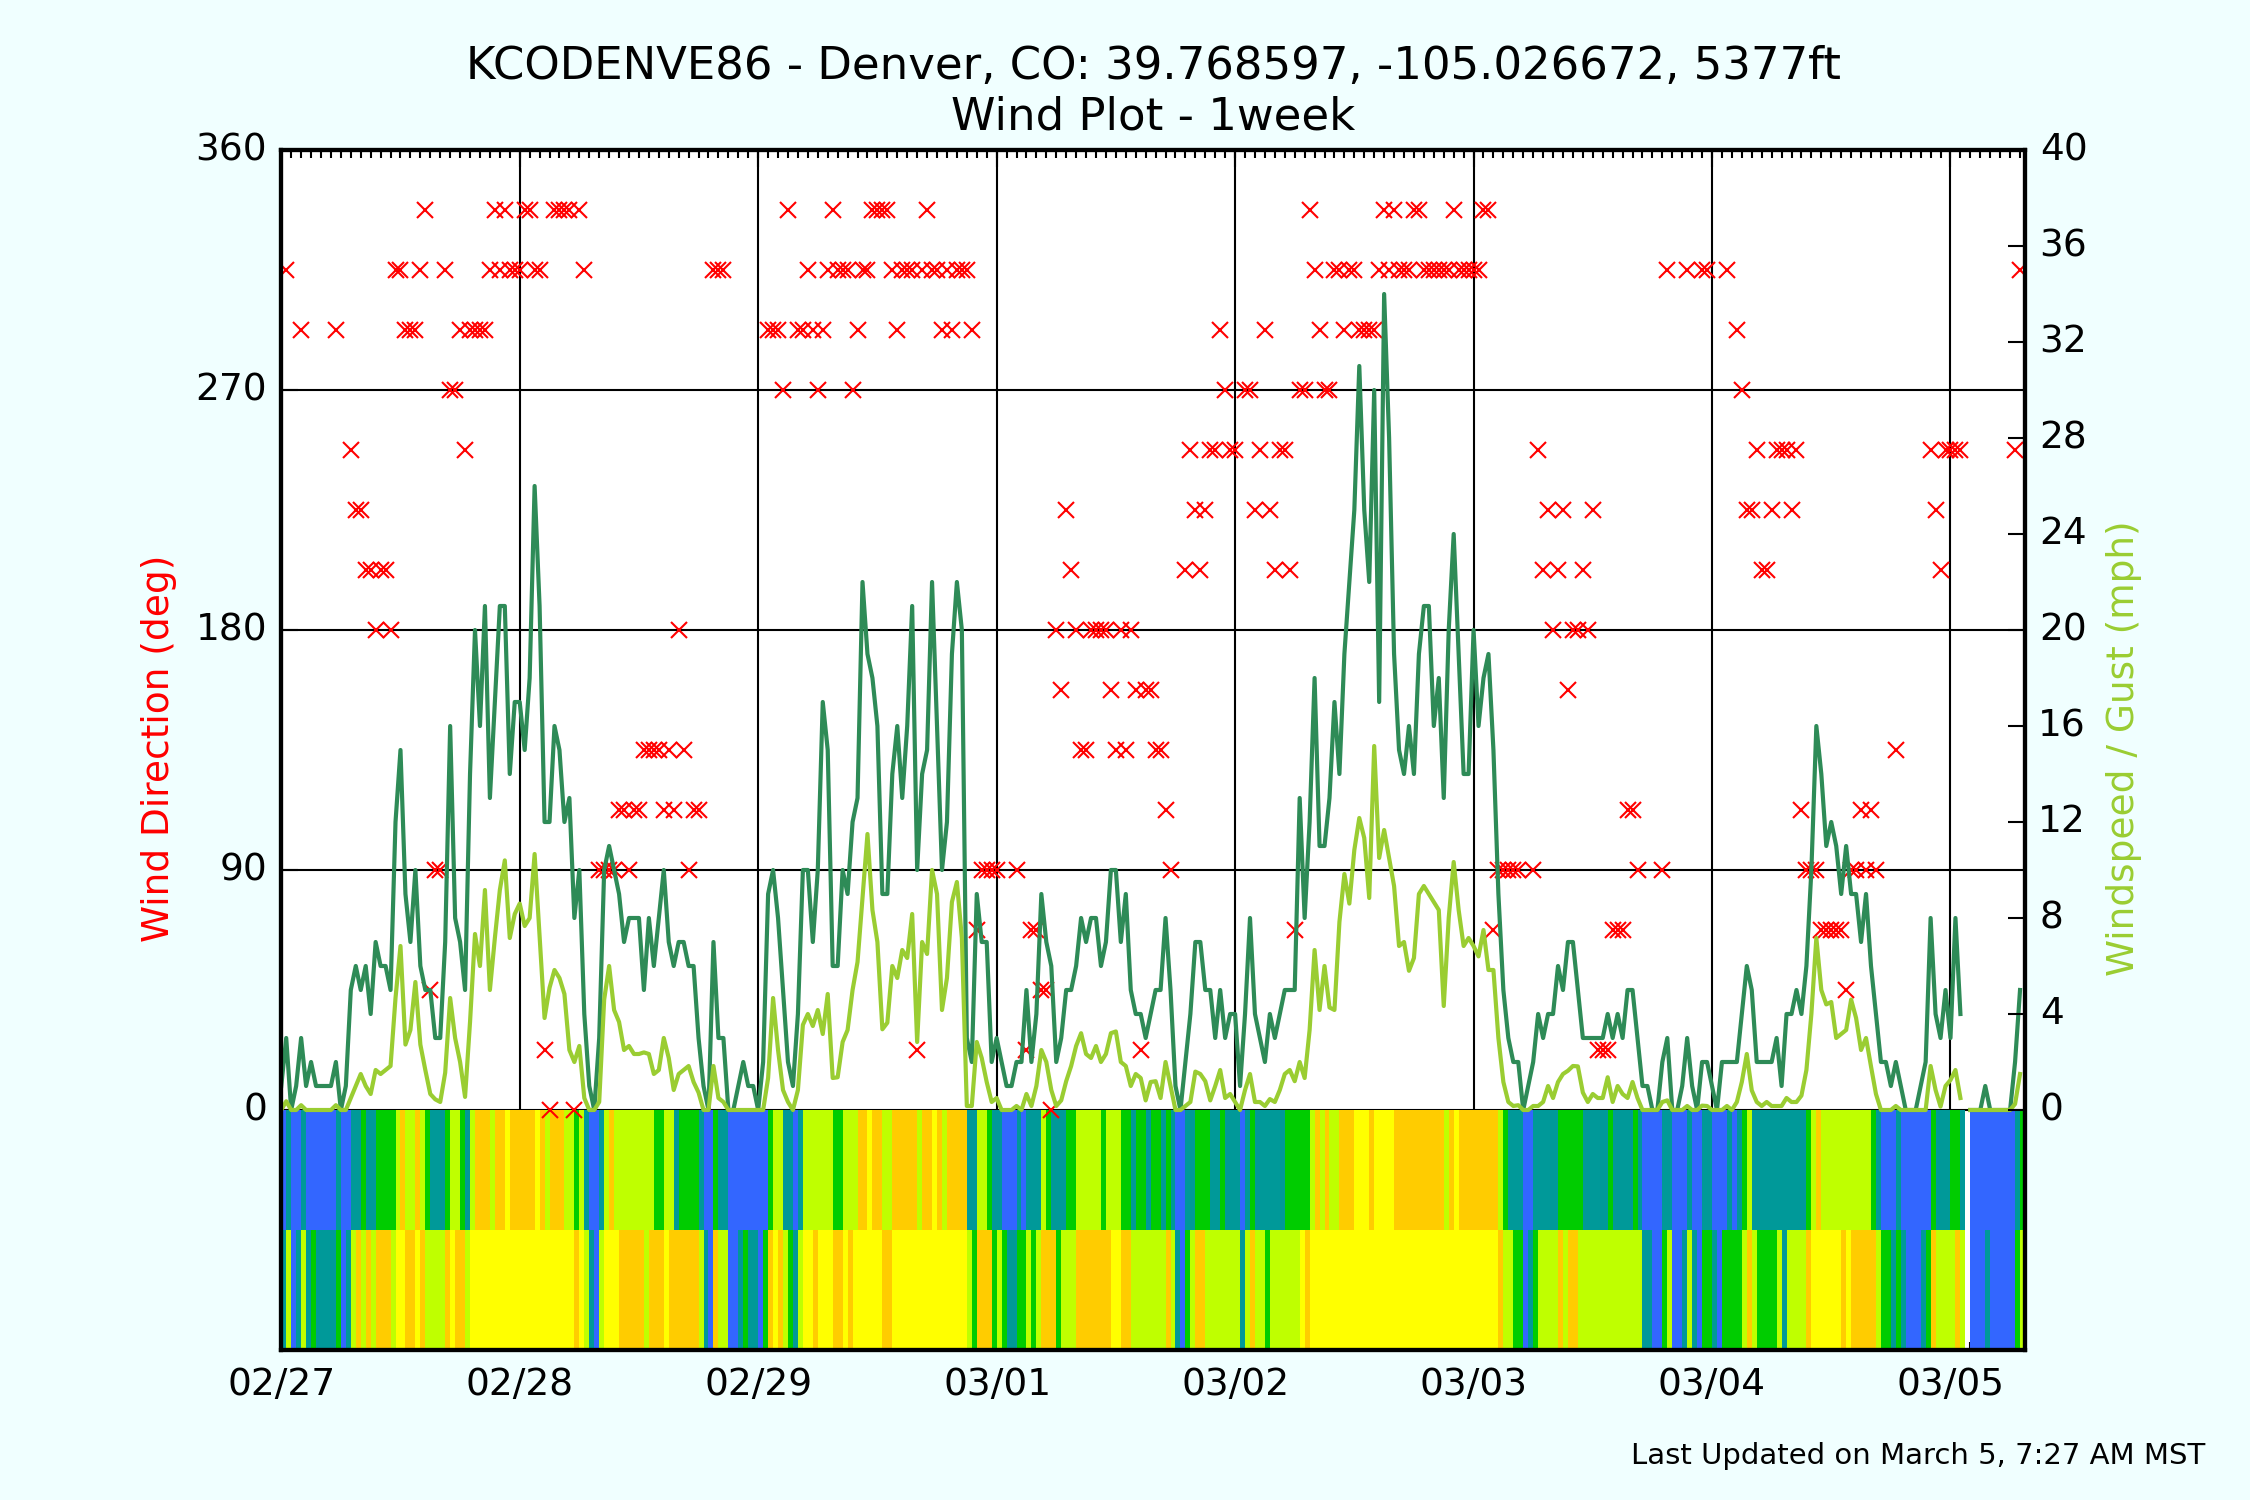 KCODENVE86 - Denver, CO: 39.768597, -105.026672, 5377ft
Wind Plot - 1week
360
270
180
90
0
Wind Direction (deg)
40
36
32
28
24
20
16
12
8
4
0
Windspeed / Gust (mph)
02/27 02/28 02/29 03/01 03/02 03/03 03/04 03/05
Last Updated on March 5, 7:27 AM MST